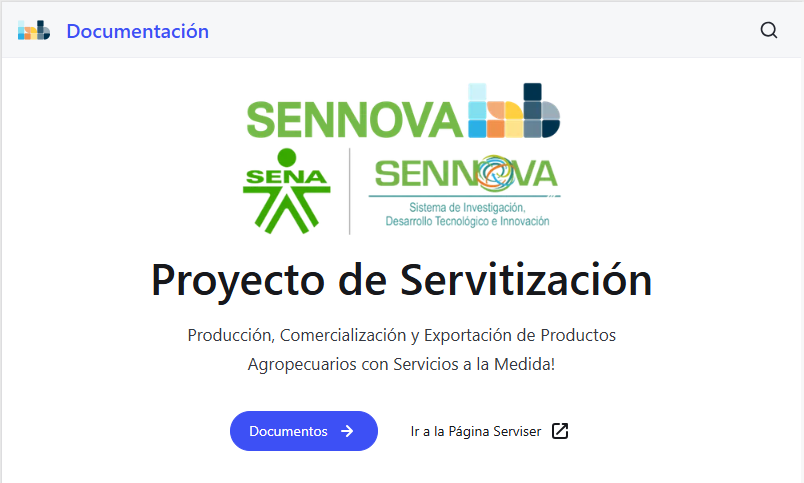 Documentación
SENNOVA
SENA
SENNOVA
Sistema de Investigación,
Desarrollo Tecnológico e Innovación
Proyecto de Servitización
Producción, Comercialización y Exportación de Productos
Agropecuarios con Servicios a la Medida!
Documentos
Ir a la Página Serviser